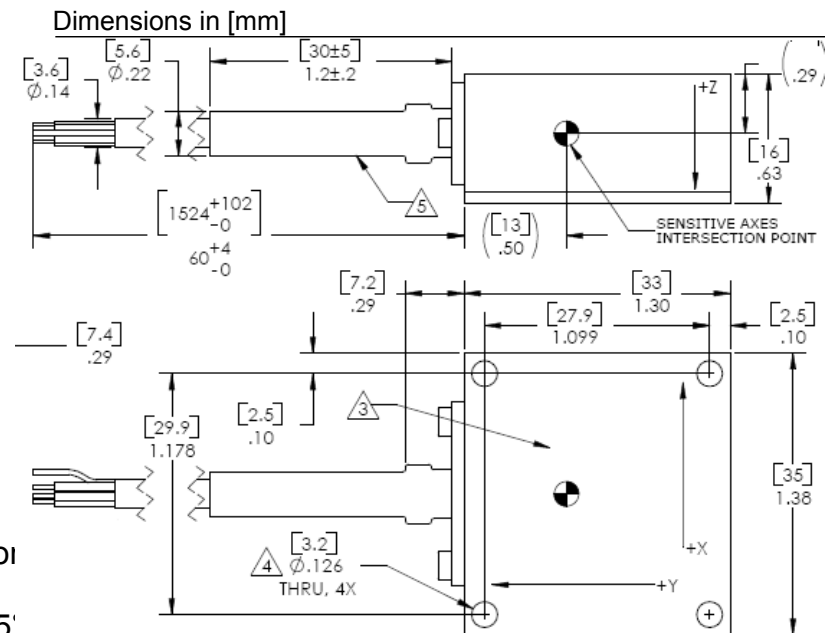 Dimensions in [mm]
[3.6]
Ø.14
[5.6]
Ø.22
[30±5]
1.2±.2
.29
+Z
[16]
.63
5
SENSITIVE AXES
INTERSECTION POINT
[1524 +102 -0]
60 +4 -0
([13]
.50)
[7.2]
.29
[33]
1.30
[7.4]
.29
[27.9]
1.099
[2.5]
.10
[2.5]
.10
3
[29.9]
1.178
[35]
1.38
+X
4
[3.2]
Ø.126
THRU, 4X
+Y
5°